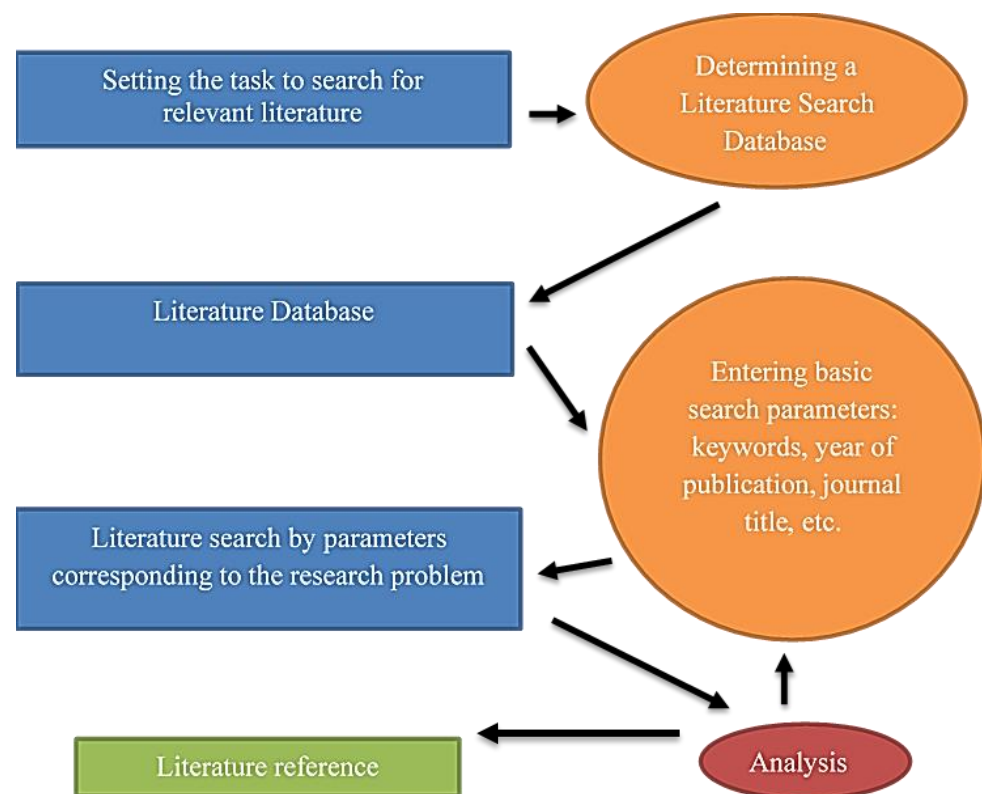 Setting the task to search for
relevant literature
Determining a
Literature Search
Database
Literature Database
Entering basic
search parameters:
keywords, year of
publication, journal
title, etc.
Literature search by parameters
corresponding to the research problem
Analysis
Literature reference